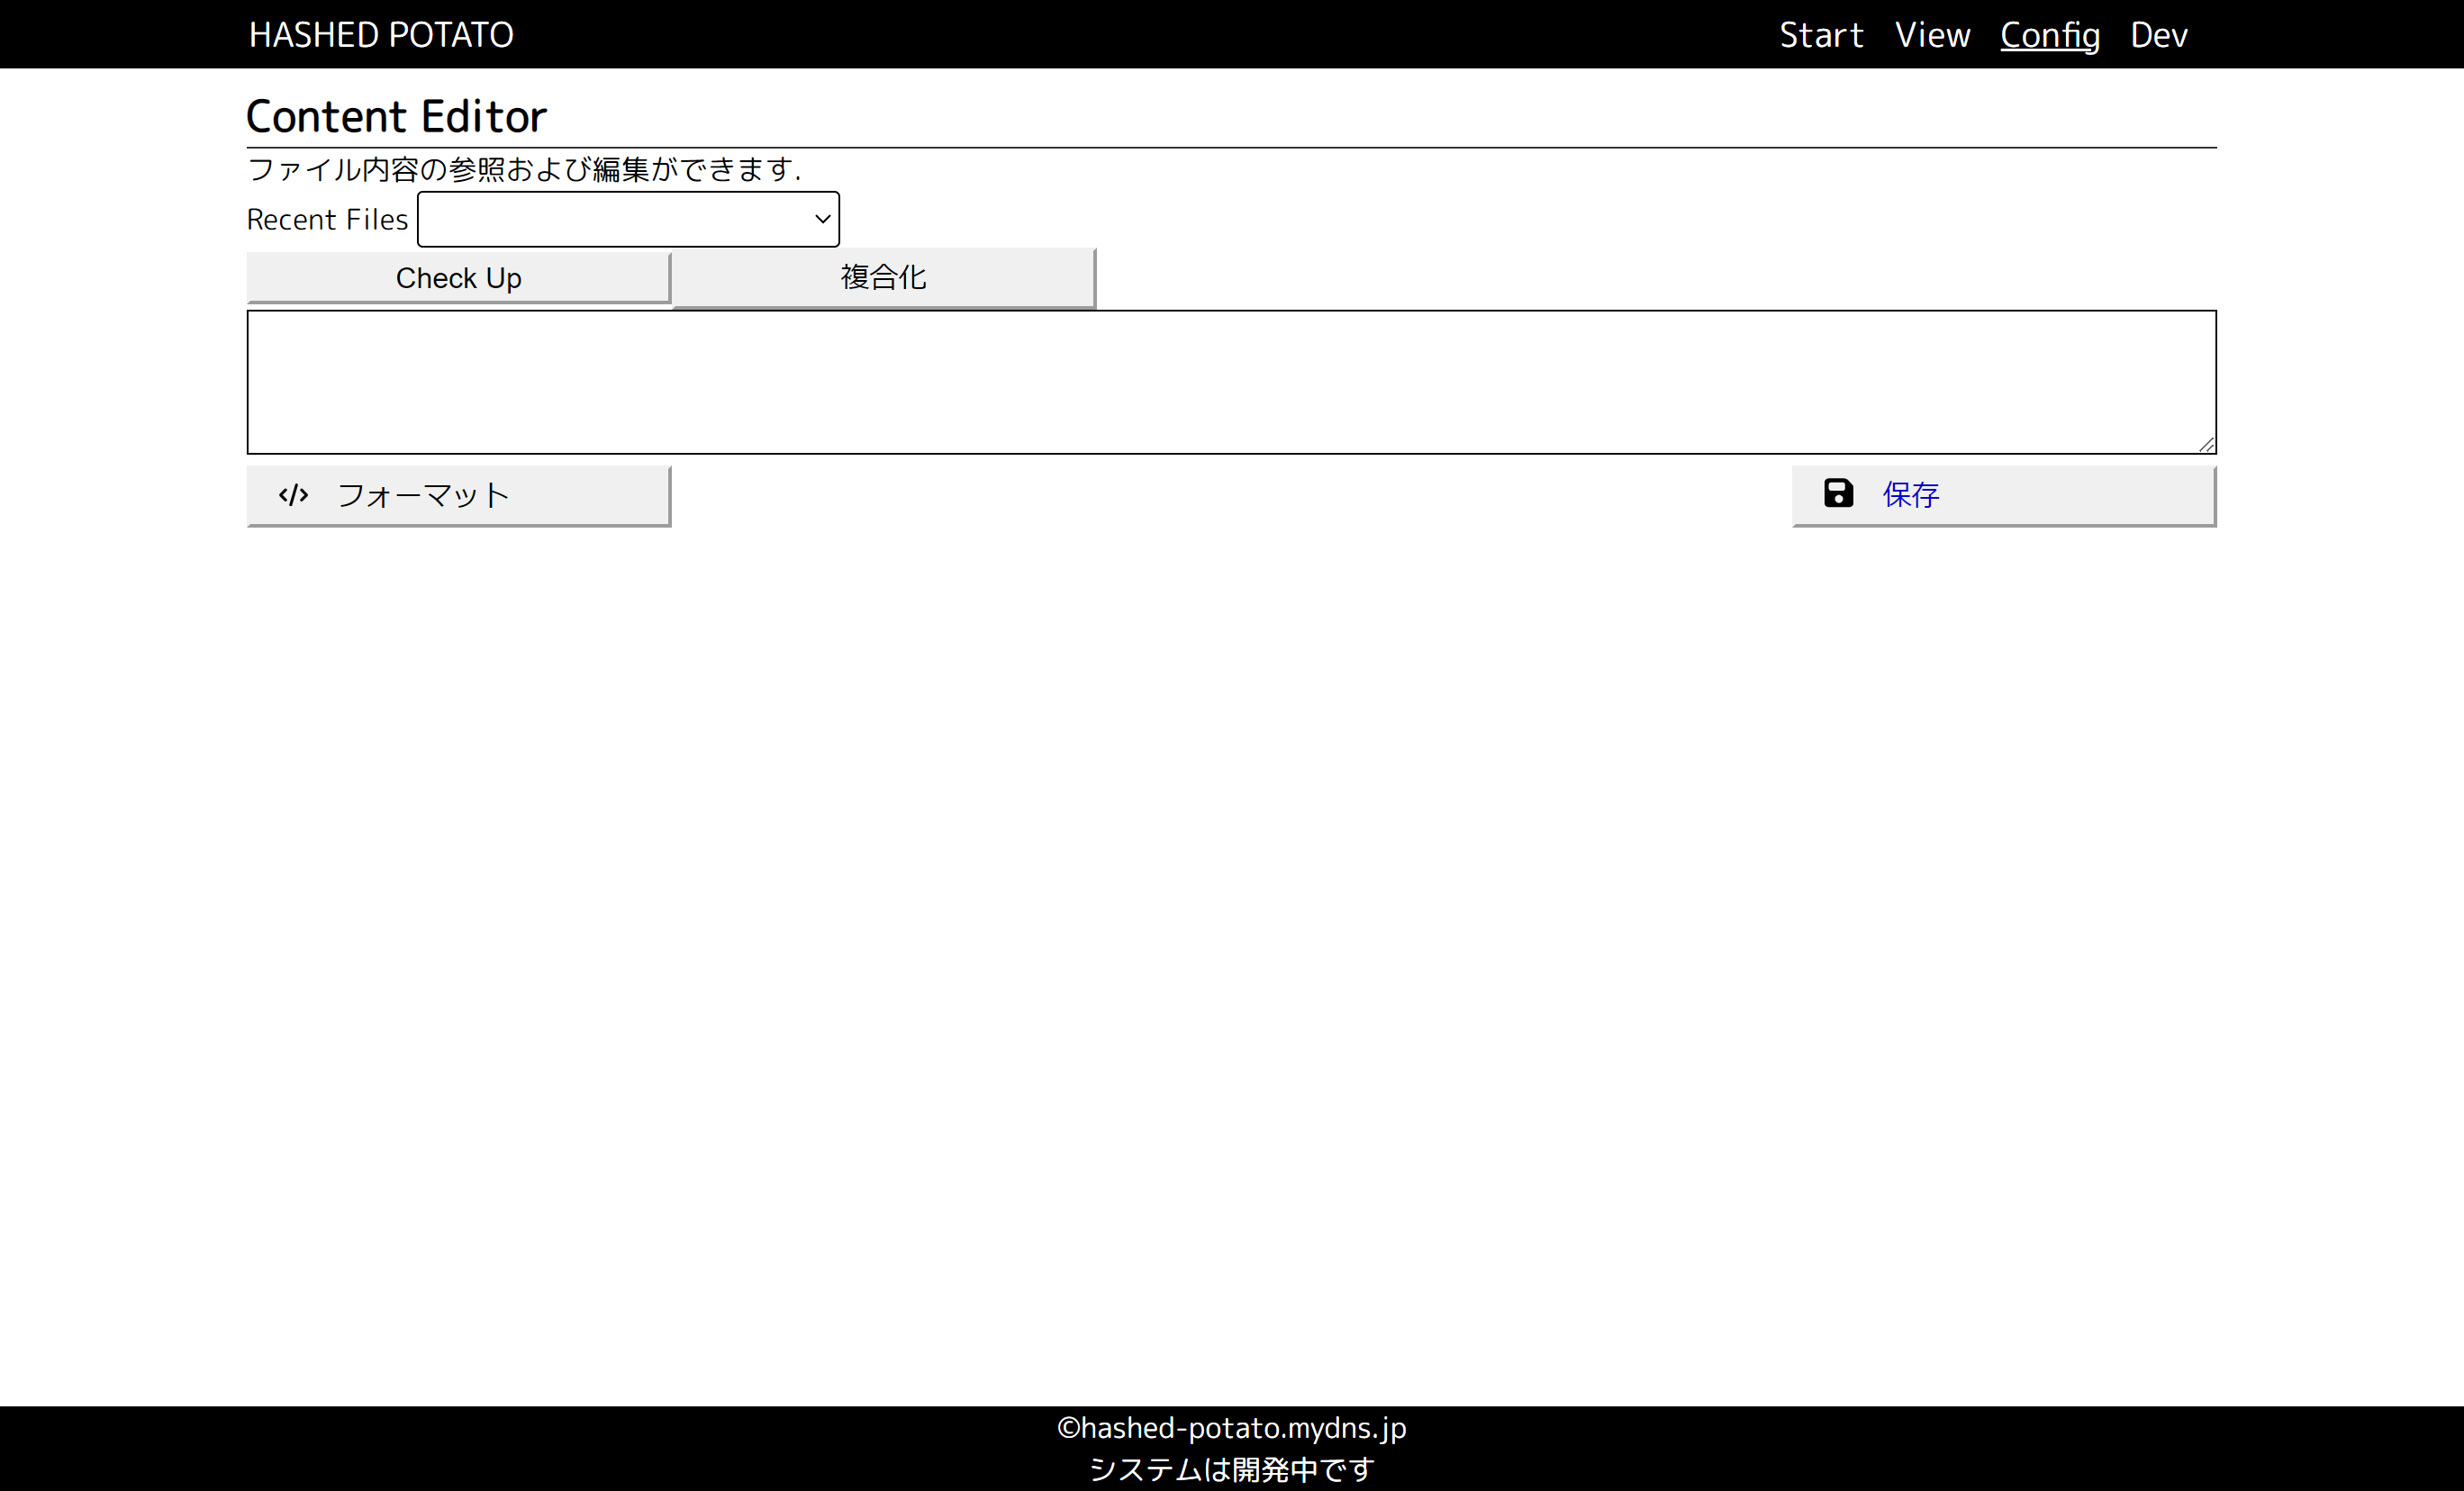 HASHED POTATO Start View Config Dev
Content Editor
ファイル内容の参照および編集ができます.
Recent Files
Check Up 複合化
フォーマット 保存
©hashed-potato.mydns.jp
システムは開発中です